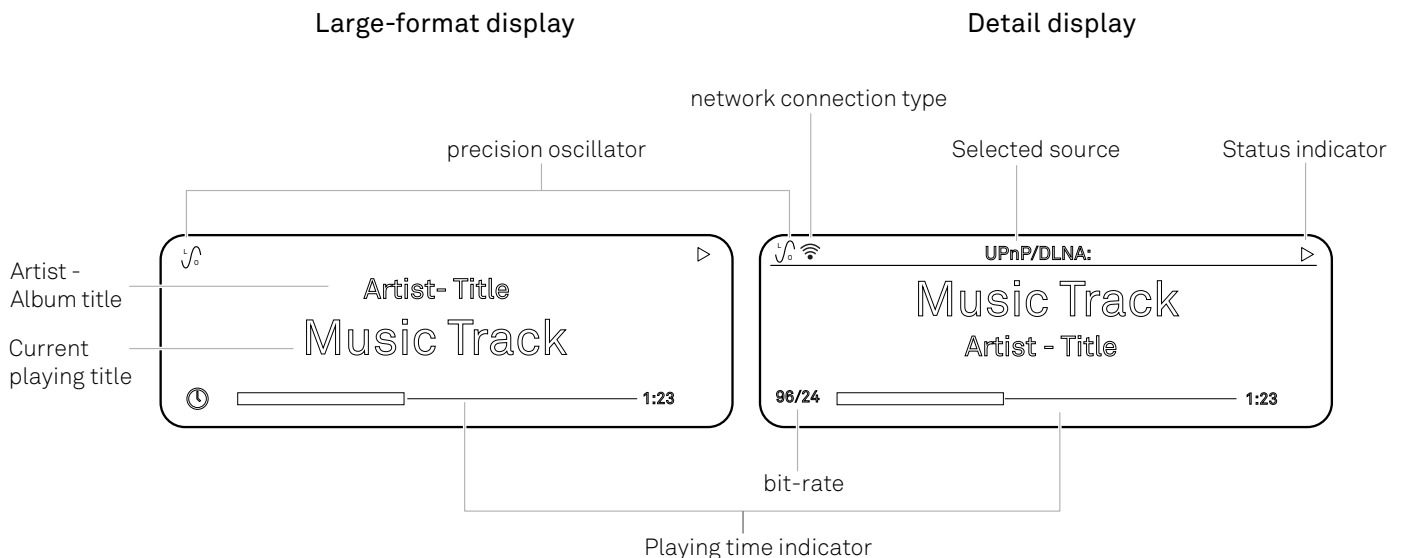 Large-format display
Detail display
network connection type
precision oscillator
Selected source
Status indicator
L
o
Artist - Title
Music Track
1:23
Artist -
Album title
Current
playing title
L
o
UPnP/DLNA:
Music Track
Artist - Title
96/24
1:23
bit-rate
Playing time indicator